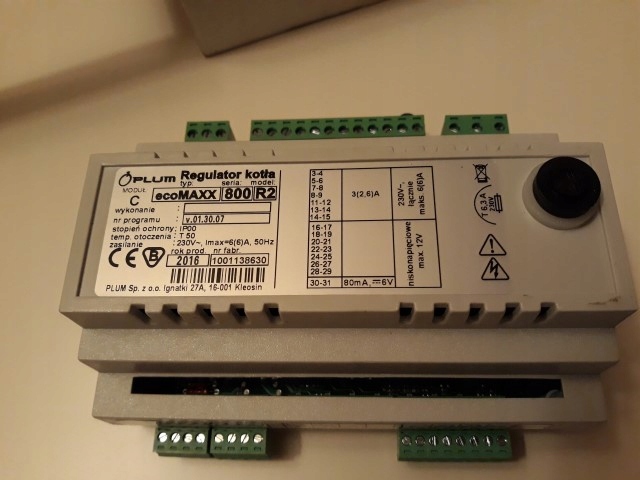 PLUM Regulator kotła
typ: seria: model:
MODUŁ C ecoMAXX 800 R2
wykonanie :
nr programu : v.01.30.07
stopień ochrony: IP00
temp. otoczenia : T 50
zasilanie : 230V~, Imax=6(6)A, 50Hz
rok prod. nr fabr.
CE B 2016 1001138630
PLUM Sp. z o.o. Ignatki 27A, 16-001 Kleosin
3-4
5-6
7-8
8-9
11-12
13-14
14-15
3(2,6)A
230V~,
łącznie
maks. 6(6)A
16-17
18-19
20-21
22-23
24-25
26-27
28-29
niskonapięciowe
max. 12V
30-31 80mA, 6V
T 6,3 A